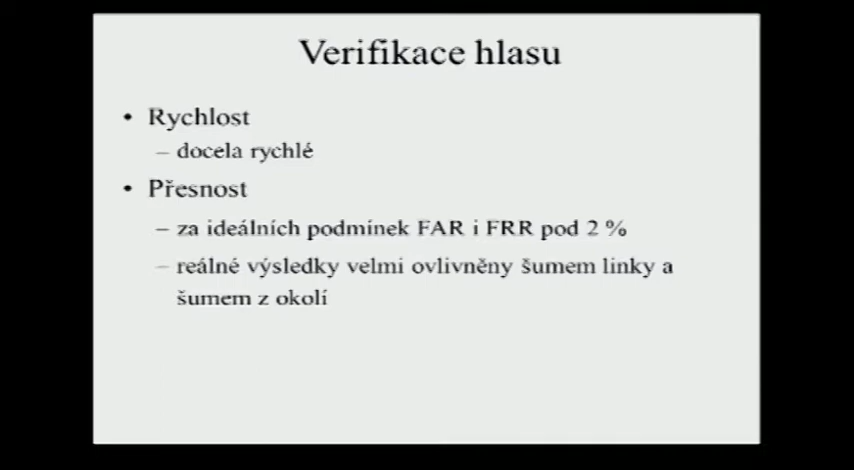 Verifikace hlasu
• Rychlost
– docela rychlé
• Přesnost
– za ideálních podmínek FAR i FRR pod 2 %
– reálné výsledky velmi ovlivněny šumem linky a
šumem z okolí